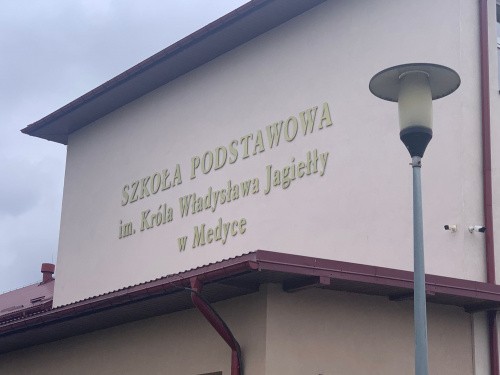 SZKOŁA PODSTAWOWA
im. Króla Władysława Jagiełły
w Medyce